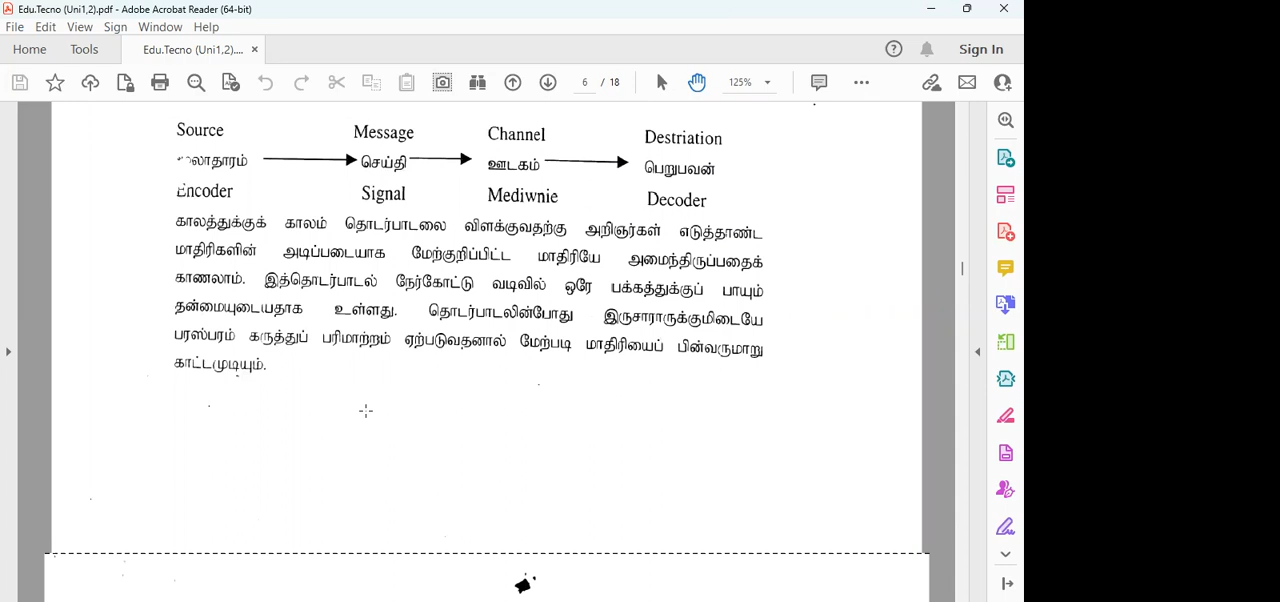 Edu.Tecno (Uni1,2).pdf - Adobe Acrobat Reader (64-bit)
File Edit View Sign Window Help
Home Tools Edu.Tecno (Uni1,2).... × Sign In
6 / 18 125%
Source Message Channel Destriation
செய்தி ஊடகம் பெறுபவன்
Encoder Signal Mediwnie Decoder
காலத்துக்குக் காலம் தொடர்பாடலை விளக்குவதற்கு அறிஞர்கள் எடுத்தாண்ட
மாதிரிகளின் அடிப்படையாக மேற்குறிப்பிட்ட மாதிரியே அமைந்திருப்பதைக்
காணலாம். இத்தொடர்பாடல் நேர்கோட்டு வடிவில் ஒரே பக்கத்துக்குப் பாயும்
தன்மையுடையதாக உள்ளது. தொடர்பாடலின்போது இருசாராருக்குமிடையே
பரஸ்பரம் கருத்துப் பரிமாற்றம் ஏற்படுவதனால் மேற்படி மாதிரியைப் பின்வருமாறு
காட்டமுடியும்.